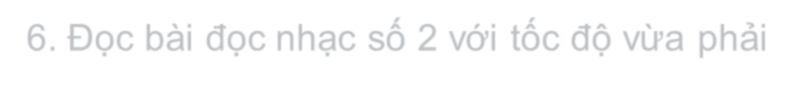 6. Đọc bài đọc nhạc số 2 với tốc độ vừa phải